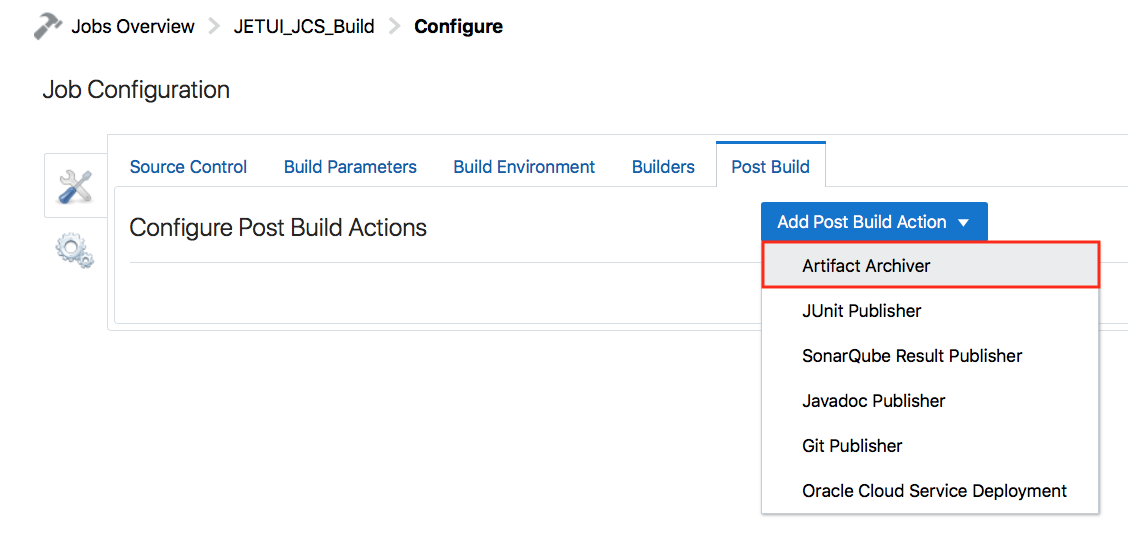 Jobs Overview > JETUI_JCS_Build > Configure
Job Configuration
Source Control Build Parameters Build Environment Builders Post Build
Configure Post Build Actions
Add Post Build Action
Artifact Archiver
JUnit Publisher
SonarQube Result Publisher
Javadoc Publisher
Git Publisher
Oracle Cloud Service Deployment